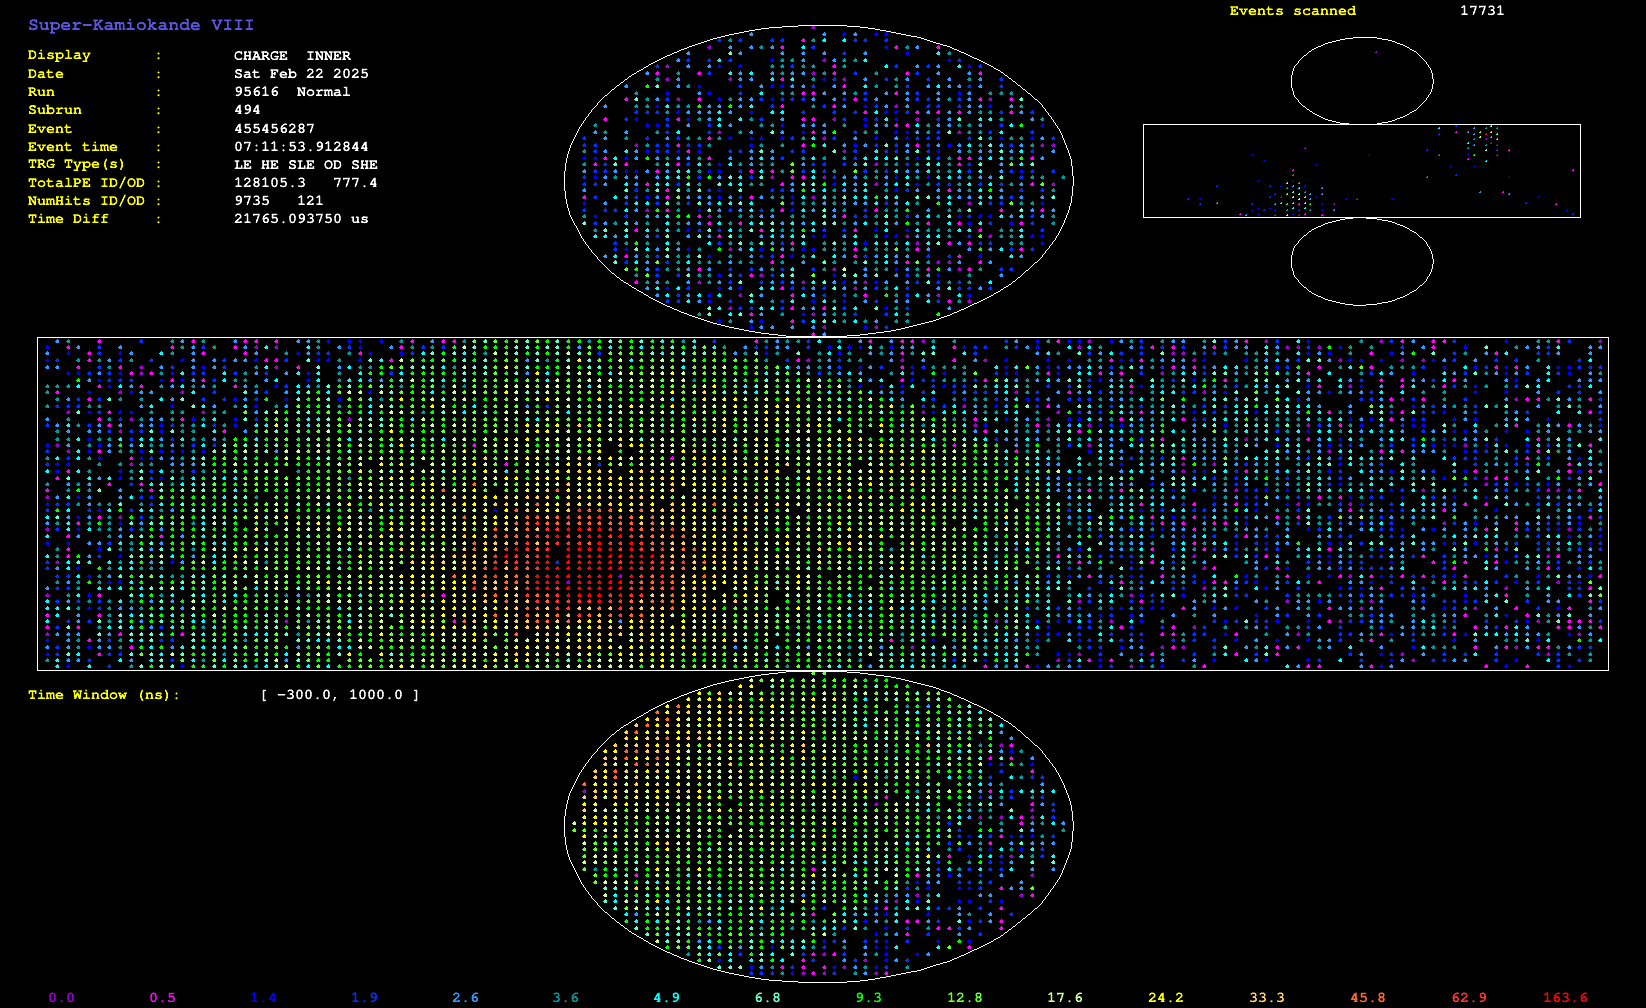 Super-Kamiokande VIII
Display : CHARGE INNER
Date : Sat Feb 22 2025
Run : 95616 Normal
Subrun : 494
Event : 455456287
Event time : 07:11:53.912844
TRG Type(s) : LE HE SLE OD SHE
TotalPE ID/OD : 128105.3 777.4
NumHits ID/OD : 9735 121
Time Diff : 21765.093750 us
Events scanned 17731
Time Window (ns): [ -300.0, 1000.0 ]
0.0 0.5 1.4 1.9 2.6 3.6 4.9 6.8 9.3 12.8 17.6 24.2 33.3 45.8 62.9 163.6